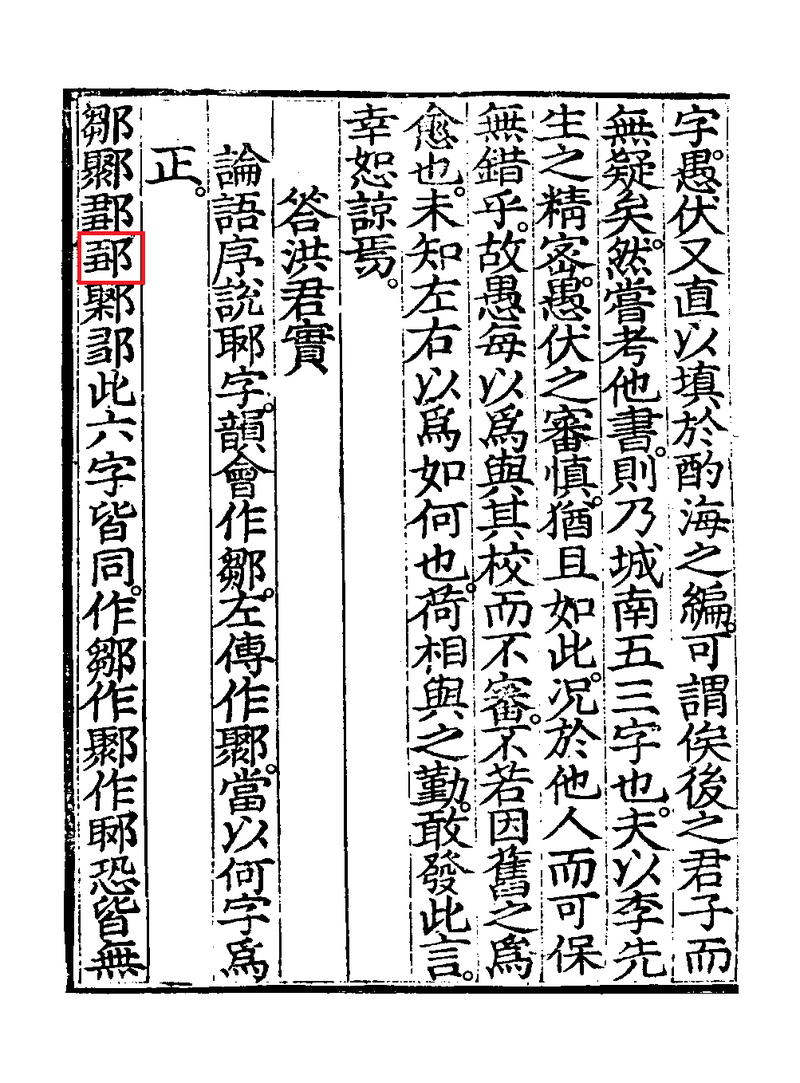 字愚。伏又直以填於酌海之編。可謂俟後之君子而
無疑矣。然嘗考他書。則乃城南五三字也。夫以李先
生之精密。愚伏之審慎。猶且如此。况於他人而可保
無錯乎。故愚每以爲與其校而不審。不若因舊之爲
愈也。未知左右以爲如何也。荷相與之勤。敢發此言。
幸恕諒焉。
答洪君實
論語序說郰字。韻會作鄒。左傳作鄹。當以何字爲
正。
鄒鄹此六字皆同。作鄒作鄹作郰恐皆無